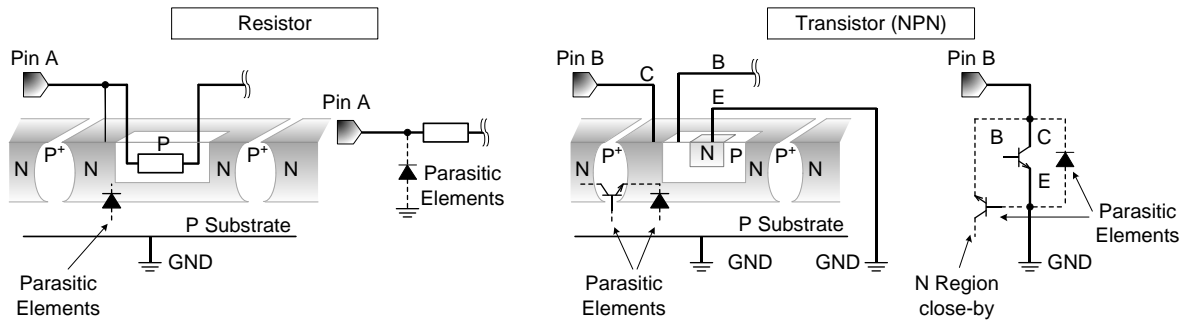 Resistor
Pin A
P
N
P+
N
P+
N
N
Parasitic
Elements
P Substrate
GND
Pin A
Parasitic
Elements
Transistor (NPN)
Pin B
C
B
E
N
P+
N
N
P
P+
N
P Substrate
Parasitic
Elements
GND
GND
Pin B
B
C
E
Parasitic
Elements
GND
N Region
close-by